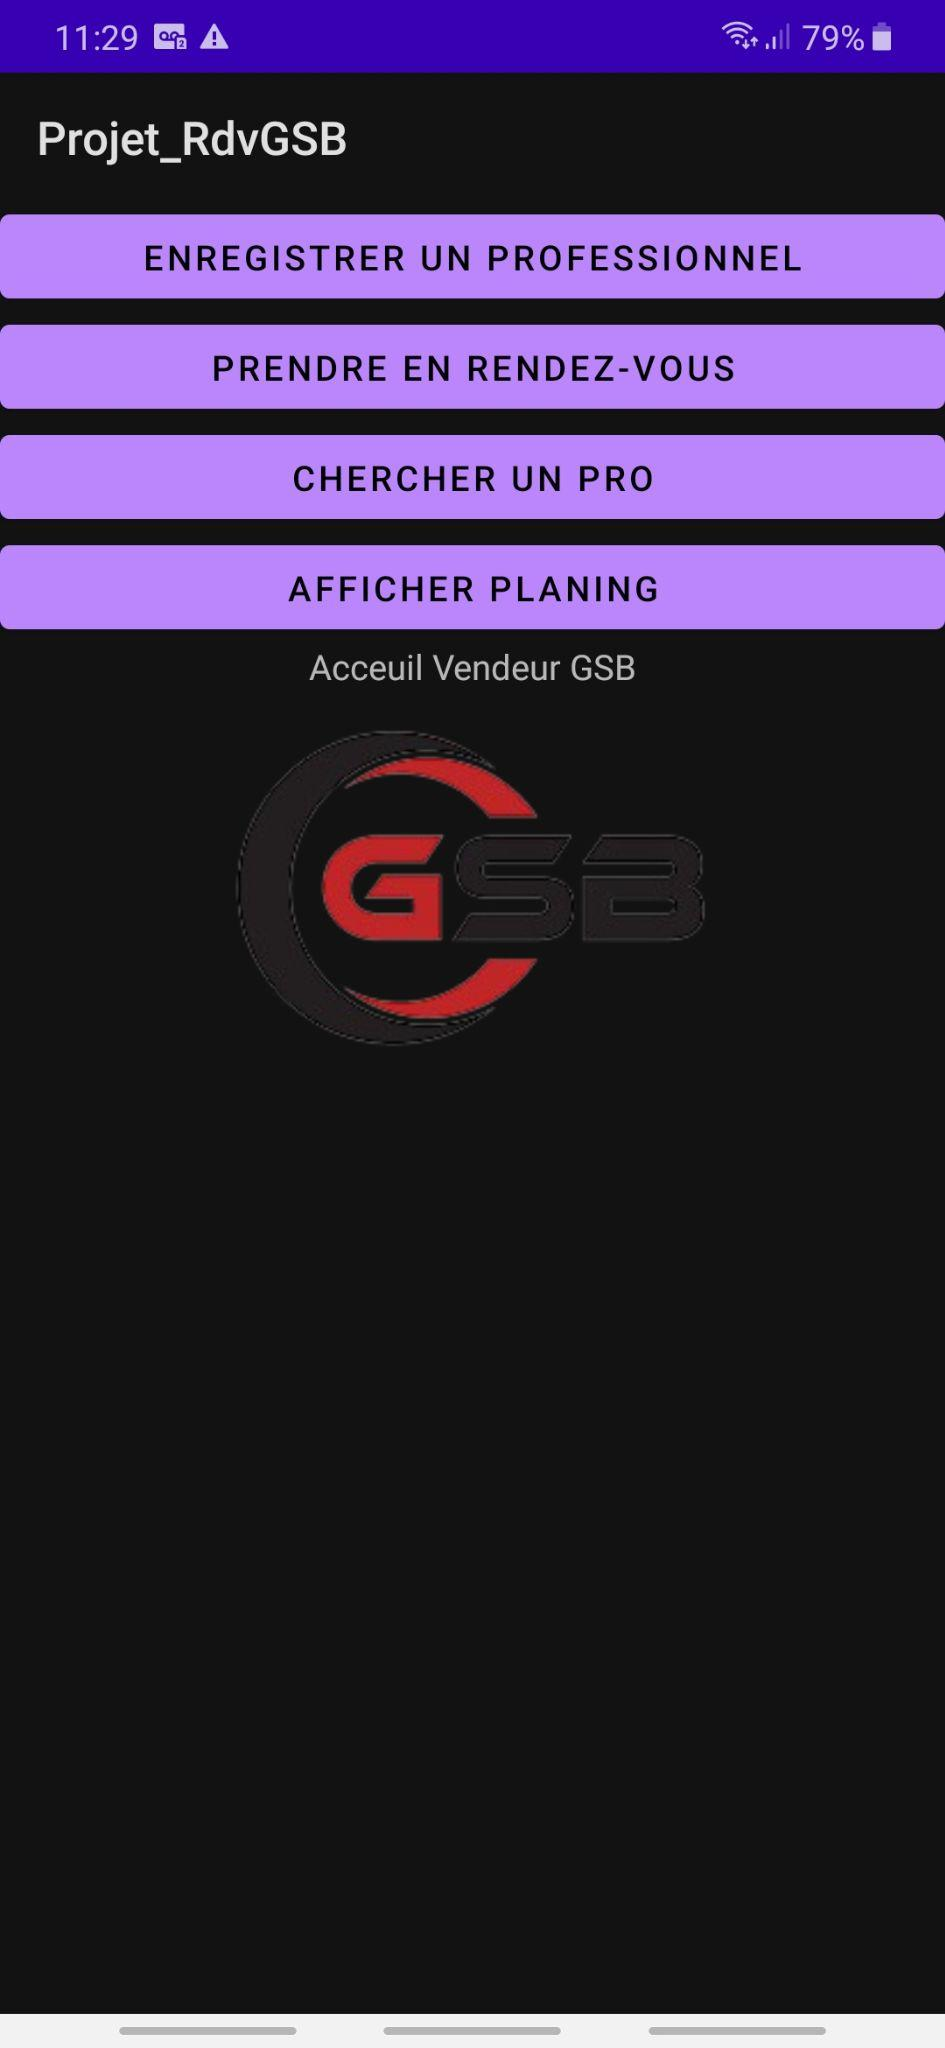 11:29
79%
Projet_RdvGSB
ENREGISTRER UN PROFESSIONNEL
PRENDRE EN RENDEZ-VOUS
CHERCHER UN PRO
AFFICHER PLANING
Acceuil Vendeur GSB
GSB